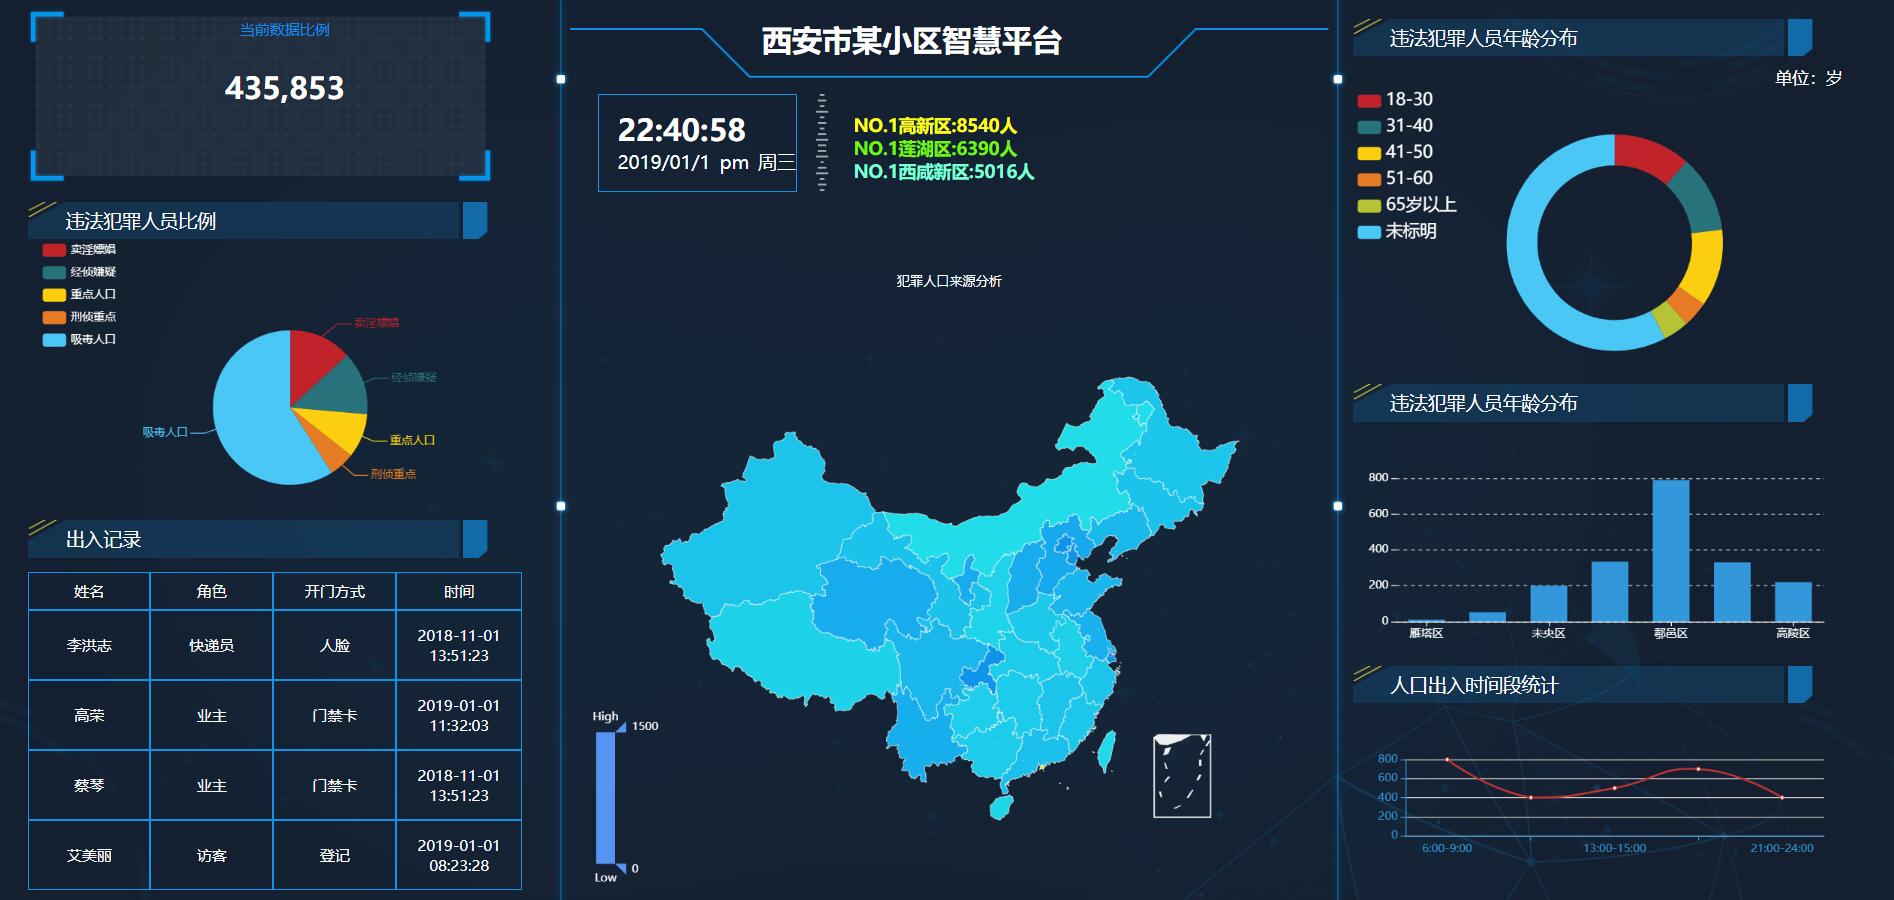 当前数据比例
435,853
违法犯罪人员比例
卖淫嫖娼
经侦嫌疑
重点人口
刑侦重点
吸毒人口
卖淫嫖娼
经侦嫌疑
重点人口
刑侦重点
吸毒人口
出入记录
姓名 角色 开门方式 时间
李洪志 快递员 人脸 2018-11-01 13:51:23
高荣 业主 门禁卡 2019-01-01 11:32:03
蔡琴 业主 门禁卡 2018-11-01 13:51:23
艾美丽 访客 登记 2019-01-01 08:23:28
西安市某小区智慧平台
22:40:58
2019/01/1 pm 周三
NO.1高新区:8540人
NO.1莲湖区:6390人
NO.1西咸新区:5016人
犯罪人口来源分析
High
1500
0
Low
违法犯罪人员年龄分布
单位：岁
18-30
31-40
41-50
51-60
65岁以上
未标明
违法犯罪人员年龄分布
800
600
400
200
0
雁塔区 未央区 鄠邑区 高陵区
人口出入时间段统计
800
600
400
200
0
6:00-9:00 13:00-15:00 21:00-24:00